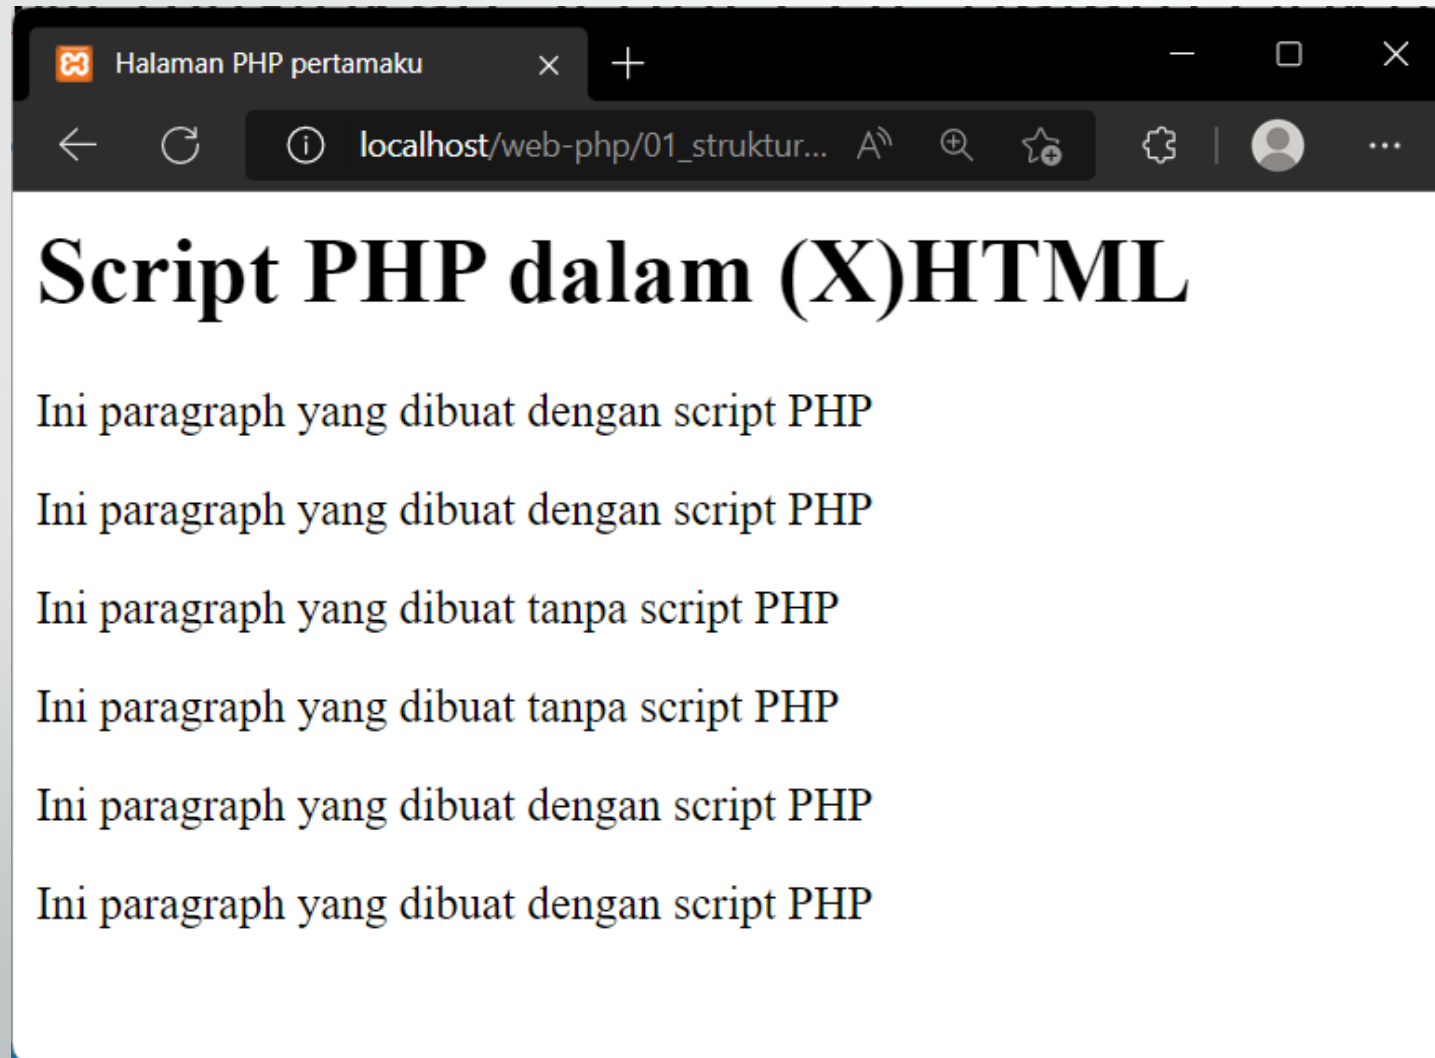 Halaman PHP pertamaku
localhost/web-php/01_struktur...
Script PHP dalam (X)HTML
Ini paragraph yang dibuat dengan script PHP
Ini paragraph yang dibuat dengan script PHP
Ini paragraph yang dibuat tanpa script PHP
Ini paragraph yang dibuat tanpa script PHP
Ini paragraph yang dibuat dengan script PHP
Ini paragraph yang dibuat dengan script PHP